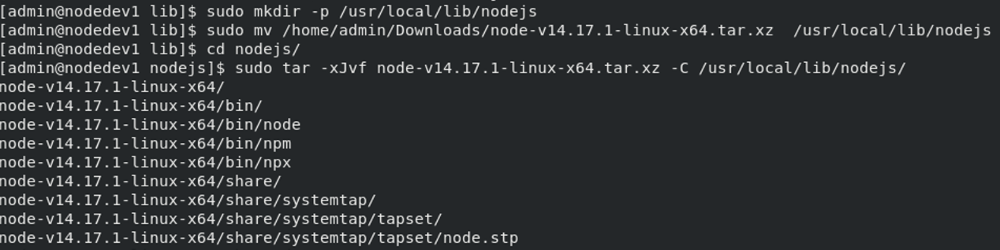 [admin@nodedev1 lib]$ sudo mkdir -p /usr/local/lib/nodejs
[admin@nodedev1 lib]$ sudo mv /home/admin/Downloads/node-v14.17.1-linux-x64.tar.xz  /usr/local/lib/nodejs
[admin@nodedev1 lib]$ cd nodejs/
[admin@nodedev1 nodejs]$ sudo tar -xJvf node-v14.17.1-linux-x64.tar.xz -C /usr/local/lib/nodejs/
node-v14.17.1-linux-x64/
node-v14.17.1-linux-x64/bin/
node-v14.17.1-linux-x64/bin/node
node-v14.17.1-linux-x64/bin/npm
node-v14.17.1-linux-x64/bin/npx
node-v14.17.1-linux-x64/share/
node-v14.17.1-linux-x64/share/systemtap/
node-v14.17.1-linux-x64/share/systemtap/tapset/
node-v14.17.1-linux-x64/share/systemtap/tapset/node.stp